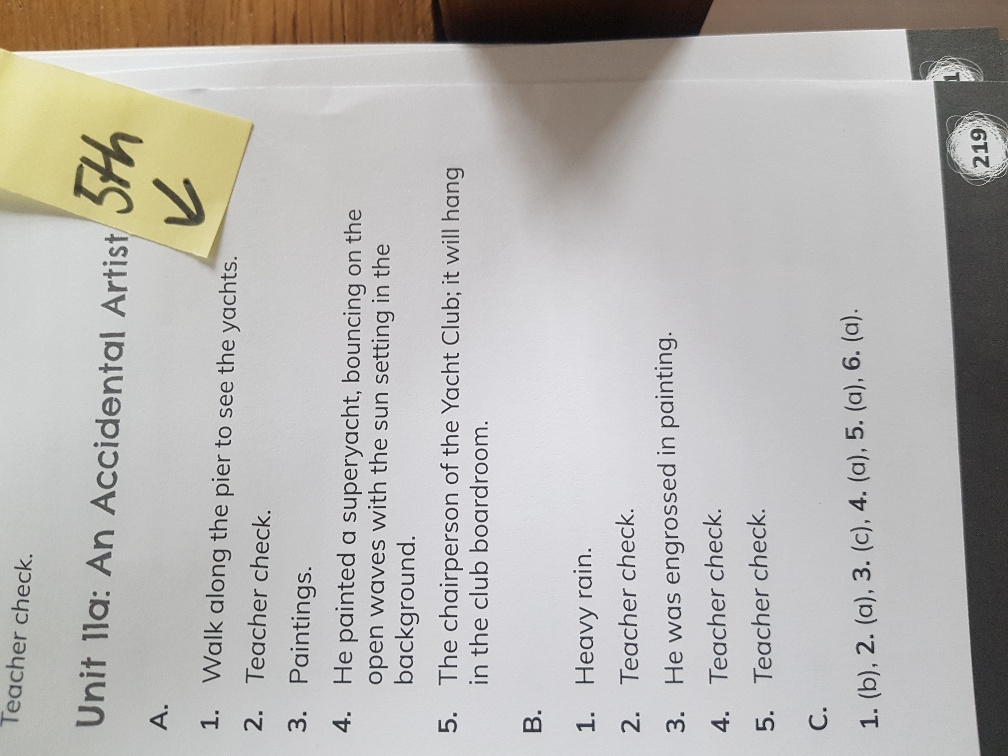 Teacher check.
Unit 11a: An Accidental Artist
5th
A.
1. Walk along the pier to see the yachts.
2. Teacher check.
3. Paintings.
4. He painted a superyacht, bouncing on the
open waves with the sun setting in the
background.
5. The chairperson of the Yacht Club; it will hang
in the club boardroom.
B.
1. Heavy rain.
2. Teacher check.
3. He was engrossed in painting.
4. Teacher check.
5. Teacher check.
C.
1. (b), 2. (a), 3. (c), 4. (a), 5. (a), 6. (a).
219